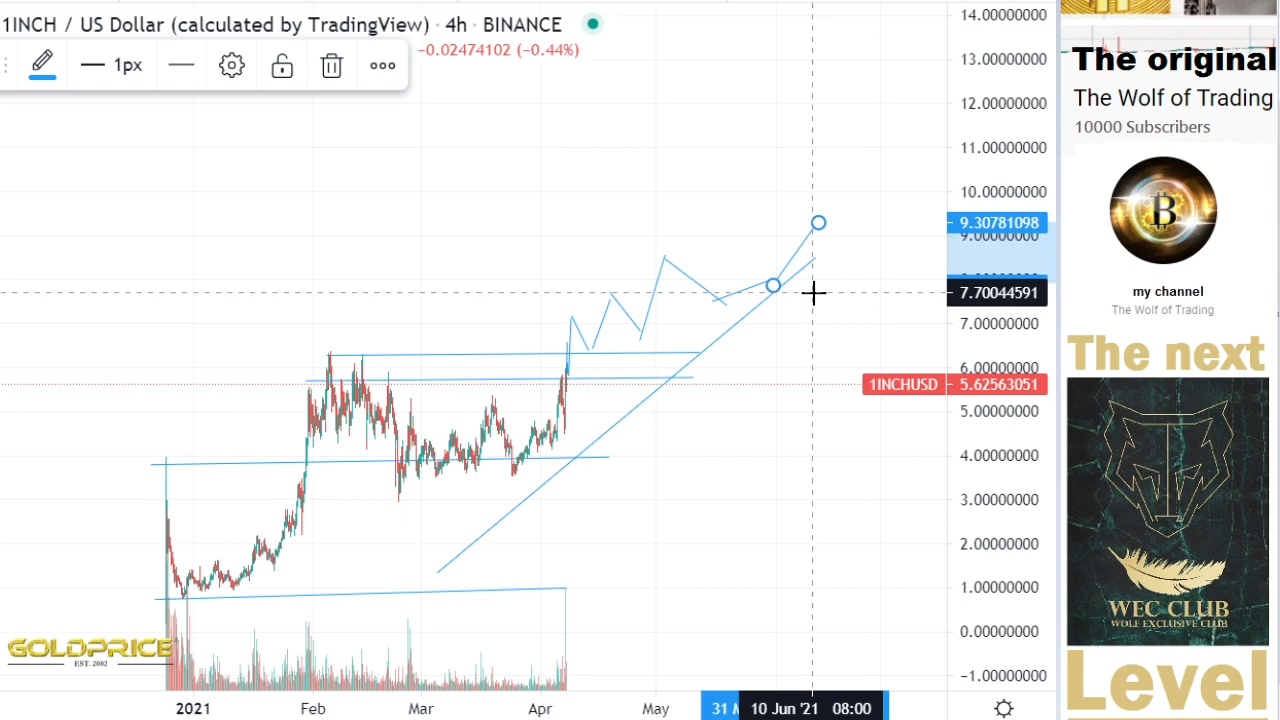 1INCH / US Dollar (calculated by TradingView) · 4h · BINANCE
−0.02474102 (−0.44%)
1px
14.00000000
13.00000000
12.00000000
11.00000000
10.00000000
9.30781098
9.00000000
7.70044591
7.00000000
6.00000000
1INCHUSD 5.62563051
5.00000000
4.00000000
3.00000000
2.00000000
1.00000000
0.00000000
−1.00000000
2021 Feb Mar Apr May 31 10 Jun '21 08:00
GOLDPRICE
EST. 2002
The original
The Wolf of Trading
10000 Subscribers
my channel
The Wolf of Trading
The next
WEC CLUB
WOLF EXCLUSIVE CLUB
Level